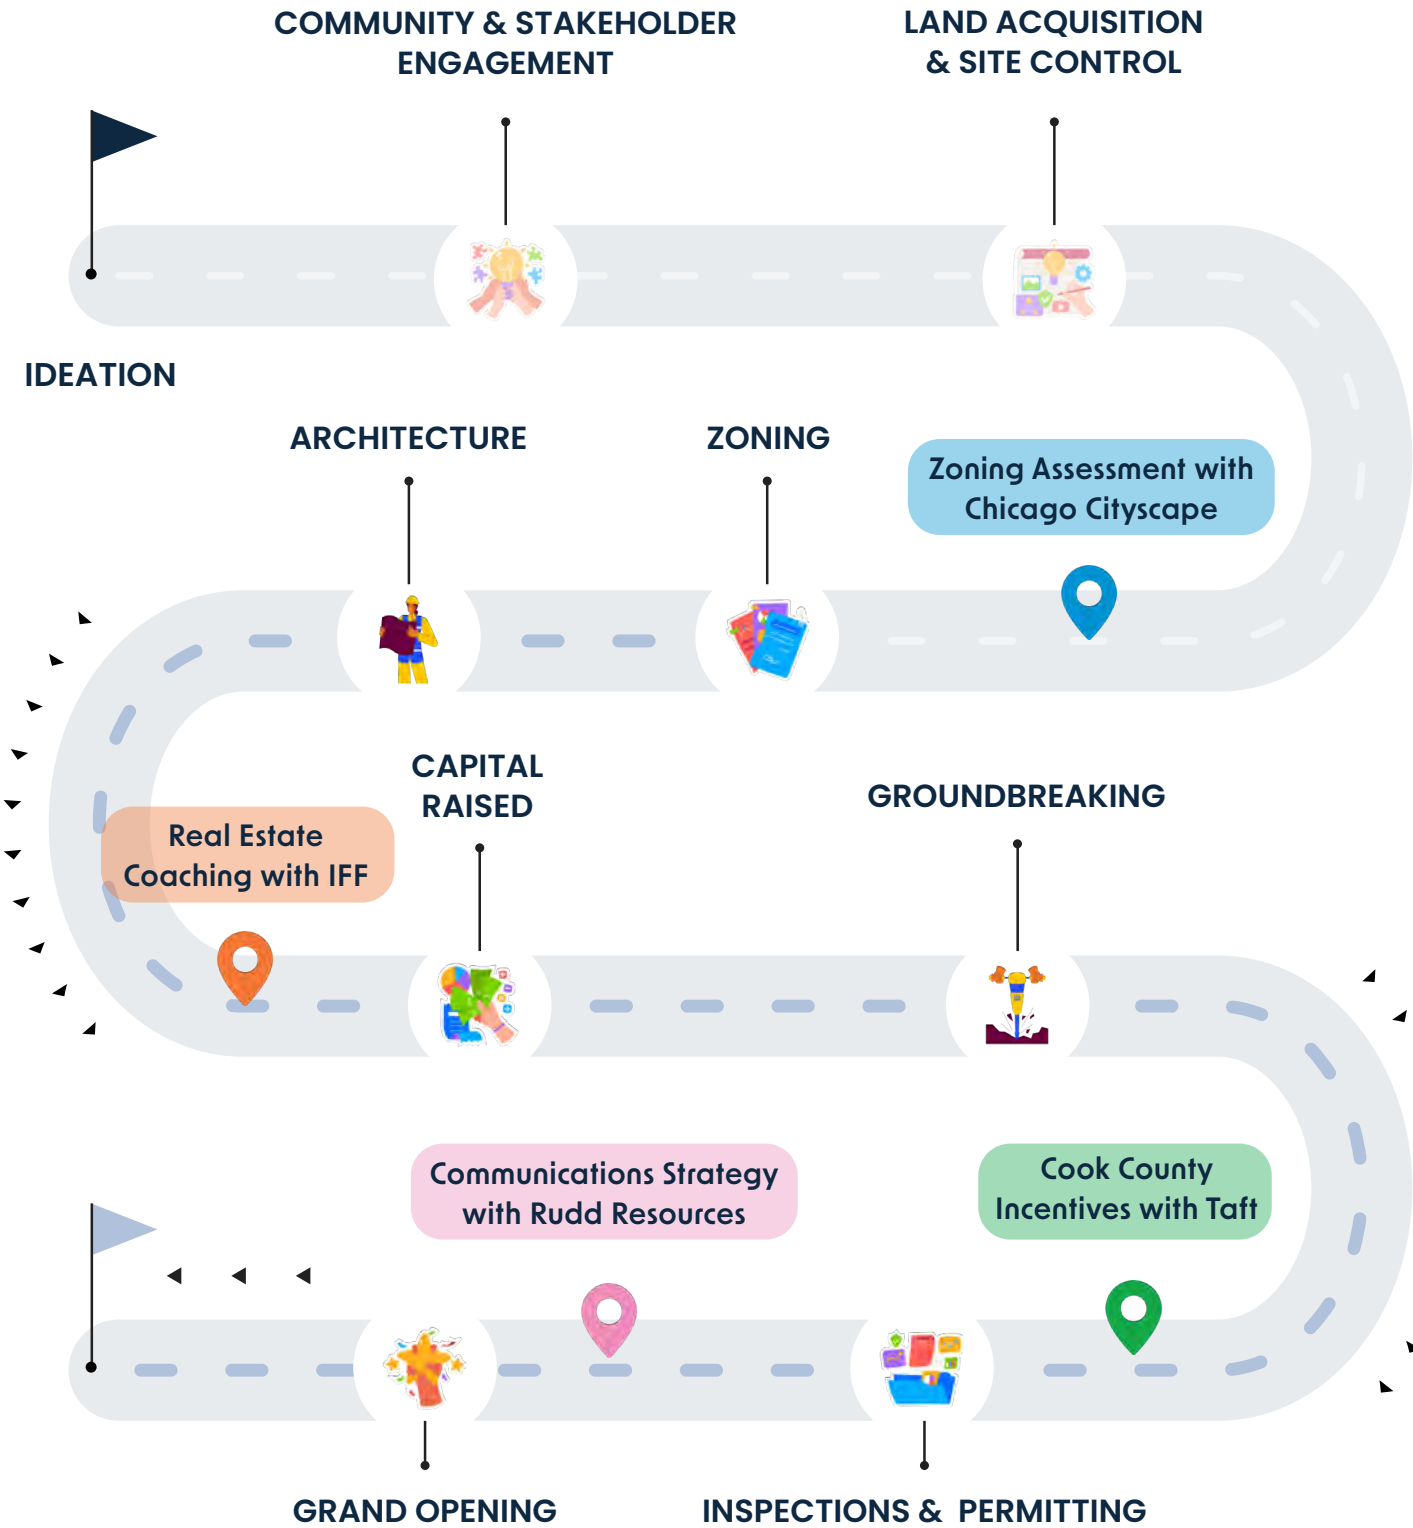 COMMUNITY & STAKEHOLDER
ENGAGEMENT
LAND ACQUISITION
& SITE CONTROL
IDEATION
ARCHITECTURE
ZONING
Zoning Assessment with
Chicago Cityscape
CAPITAL
RAISED
GROUNDBREAKING
Real Estate
Coaching with IFF
Communications Strategy
with Rudd Resources
Cook County
Incentives with Taft
GRAND OPENING
INSPECTIONS & PERMITTING